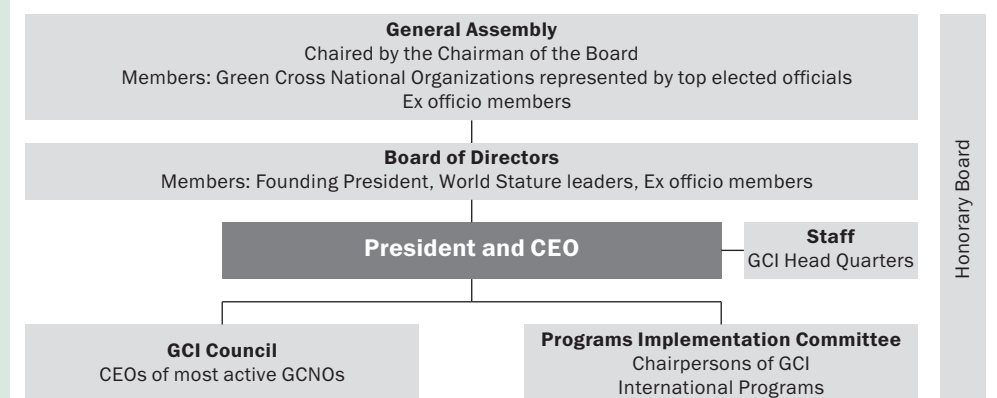 General Assembly
Chaired by the Chairman of the Board
Members: Green Cross National Organizations represented by top elected officials
Ex officio members
Board of Directors
Members: Founding President, World Stature leaders, Ex officio members
President and CEO
Staff
GCI Head Quarters
GCI Council
CEOs of most active GCNOs
Programs Implementation Committee
Chairpersons of GCI
International Programs
Honorary Board